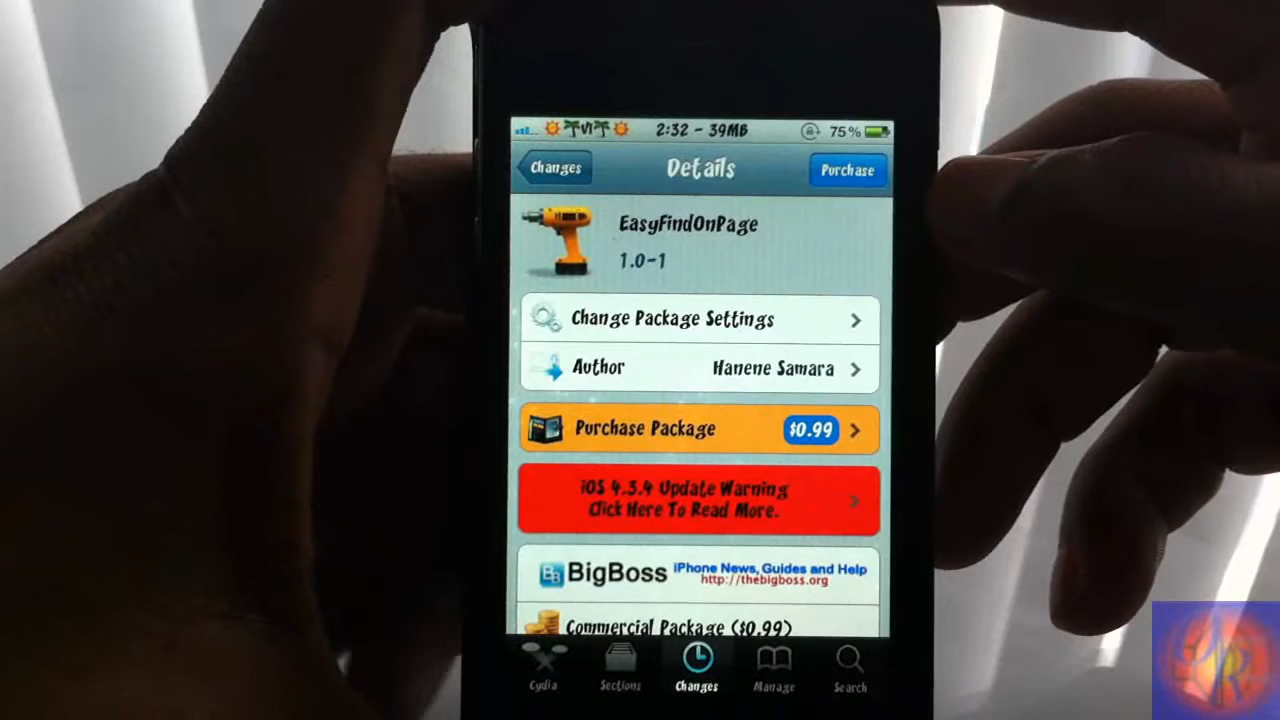 VI 2:32 - 39MB 75%
Changes Details Purchase
EasyFindOnPage
1.0-1
Change Package Settings
Author Hanene Samara
Purchase Package $0.99
iOS 4.3.4 Update Warning
Click Here To Read More.
BigBoss iPhone News, Guides and Help
http://thebigboss.org
Commercial Package ($0.99)
Cydia Sections Changes Manage Search